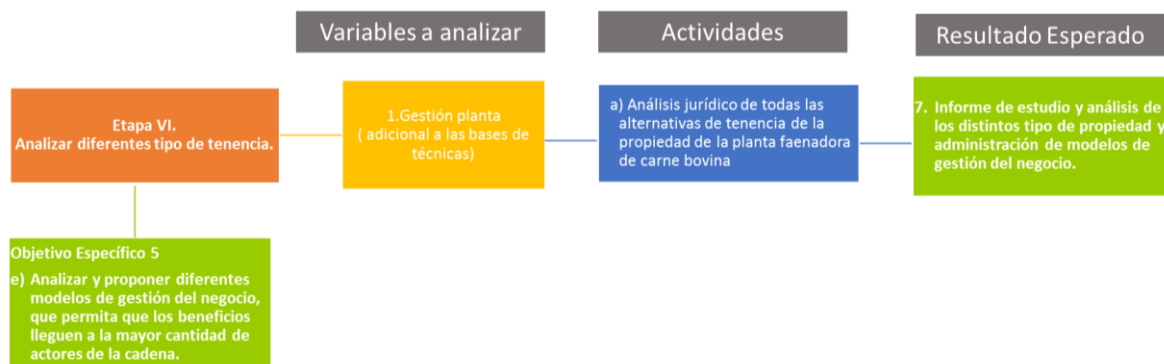 Variables a analizar
Actividades
Resultado Esperado
Etapa VI.
Analizar diferentes tipo de tenencia.
1.Gestión planta
( adicional a las bases de
técnicas)
a) Análisis jurídico de todas las
alternativas de tenencia de la
propiedad de la planta faenadora
de carne bovina
7. Informe de estudio y análisis de
los distintos tipo de propiedad y
administración de modelos de
gestión del negocio.
Objetivo Específico 5
e) Analizar y proponer diferentes
modelos de gestión del negocio,
que permita que los beneficios
lleguen a la mayor cantidad de
actores de la cadena.